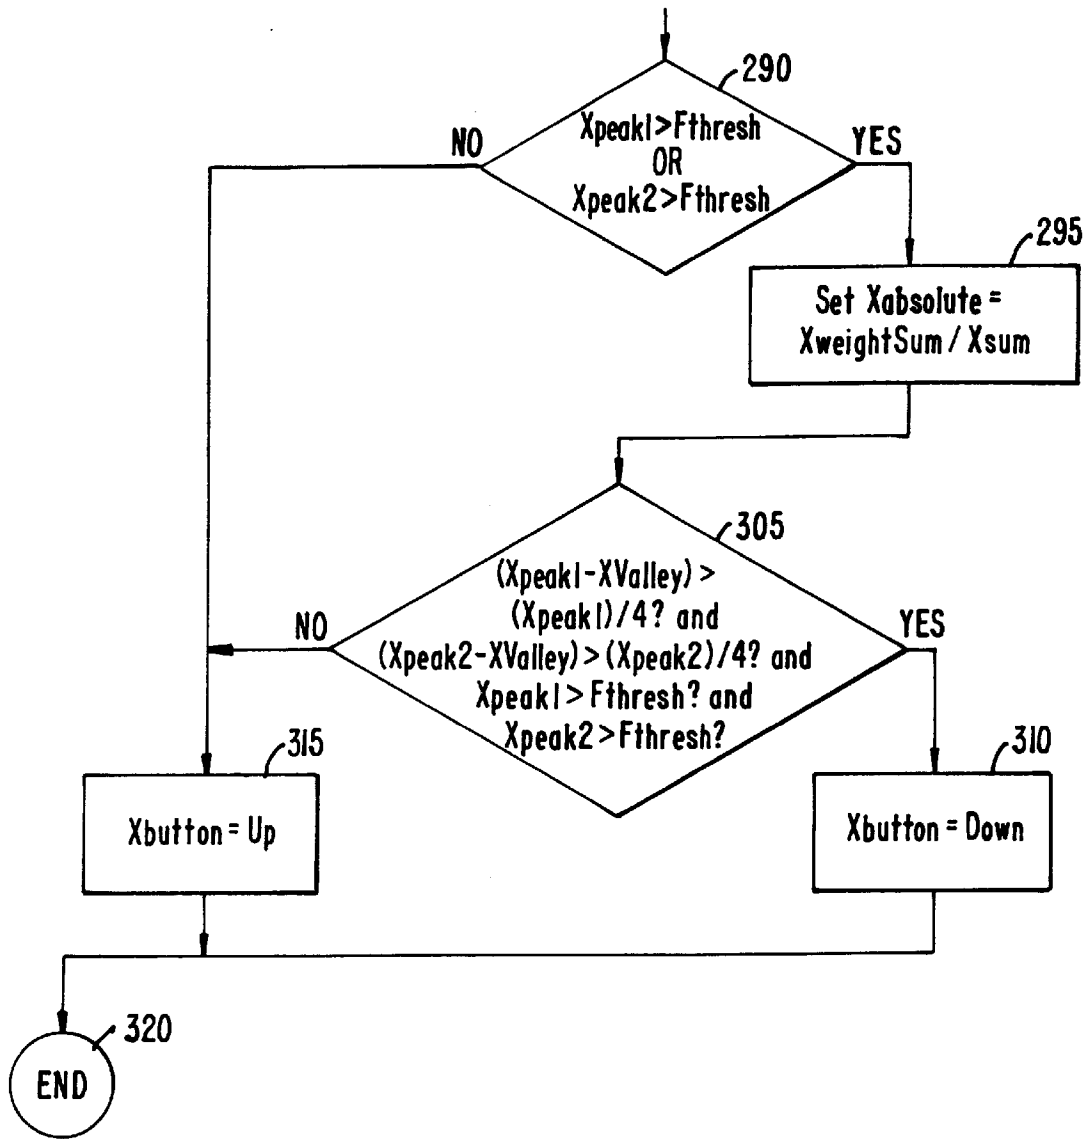 290
Xpeak1>Fthresh
OR
Xpeak2>Fthresh
NO
YES
295
Set Xabsolute =
XweightSum / Xsum
305
(Xpeak1-XValley) >
(Xpeak1)/4? and
(Xpeak2-XValley) > (Xpeak2)/4? and
Xpeak1 > Fthresh? and
Xpeak2 > Fthresh?
NO
YES
315
Xbutton = Up
310
Xbutton = Down
320
END